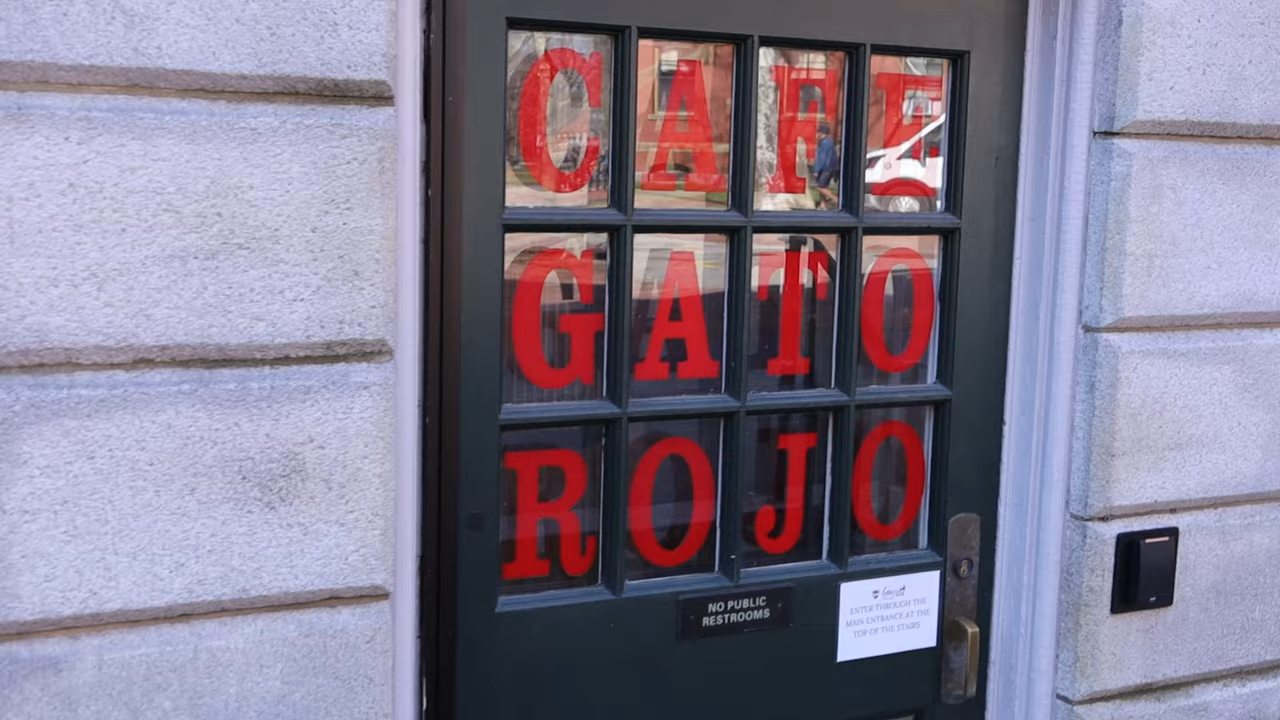 CAFE
GATO
ROJO
NO PUBLIC
RESTROOMS
ENTER THROUGH THE
MAIN ENTRANCE AT THE
TOP OF THE STAIRS